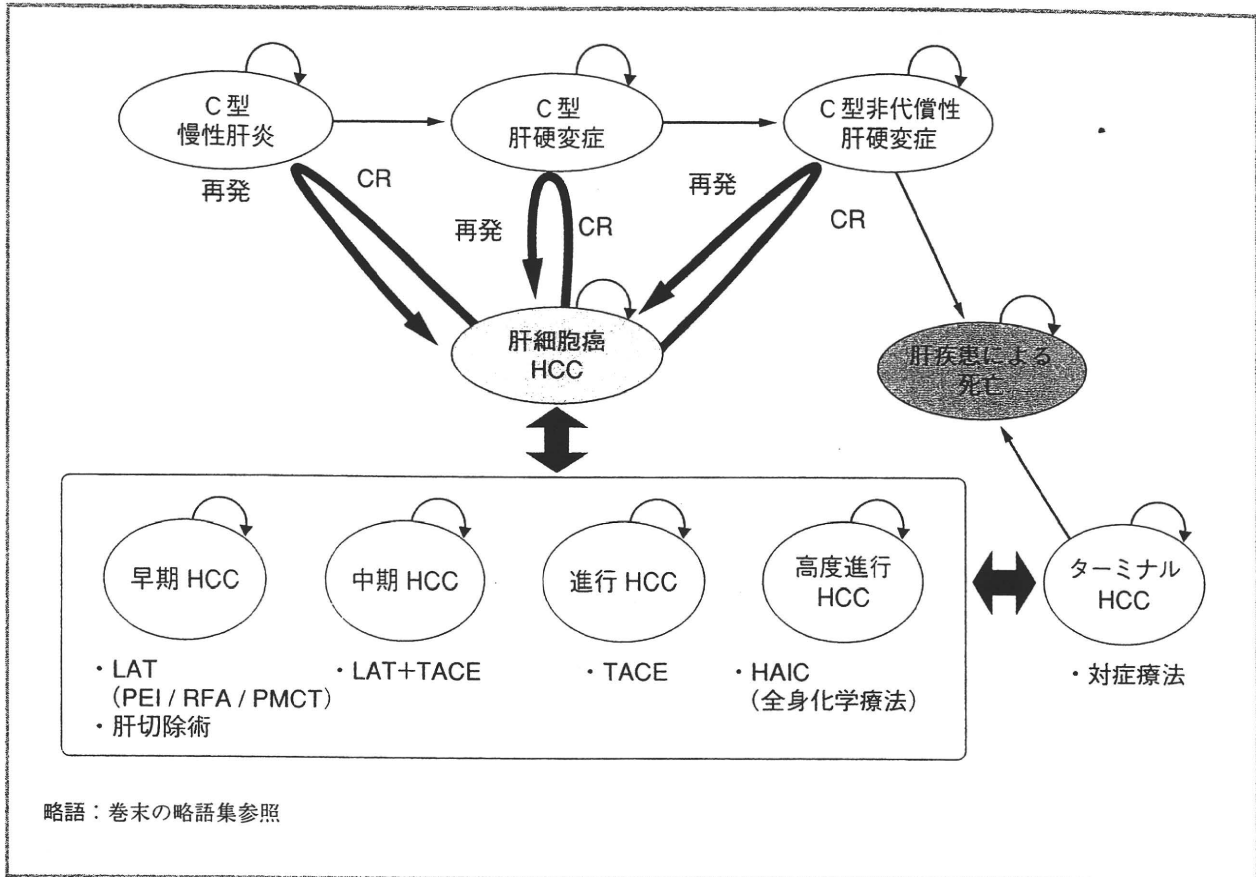 C型
慢性肝炎
C型
肝硬変症
C型非代償性
肝硬変症
再発
CR
再発
CR
再発
CR
肝細胞癌
HCC
肝疾患による
死亡
早期 HCC
中期 HCC
進行 HCC
高度進行
HCC
ターミナル
HCC
・LAT
(PEI / RFA / PMCT)
・肝切除術
・LAT+TACE
・TACE
・HAIC
(全身化学療法)
・対症療法
略語：巻末の略語集参照